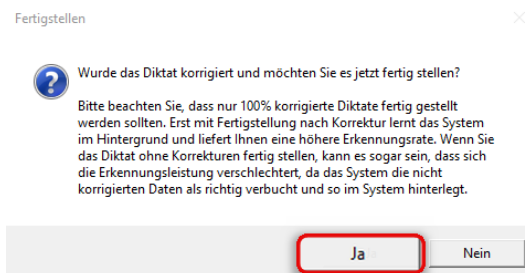 Fertigstellen
Wurde das Diktat korrigiert und möchten Sie es jetzt fertig stellen?
Bitte beachten Sie, dass nur 100% korrigierte Diktate fertig gestellt
werden sollten. Erst mit Fertigstellung nach Korrektur lernt das System
im Hintergrund und liefert Ihnen eine höhere Erkennungsrate. Wenn Sie
das Diktat ohne Korrekturen fertig stellen, kann es sogar sein, dass sich
die Erkennungsleistung verschlechtert, da das System die nicht
korrigierten Daten als richtig verbucht und so im System hinterlegt.
Ja
Nein